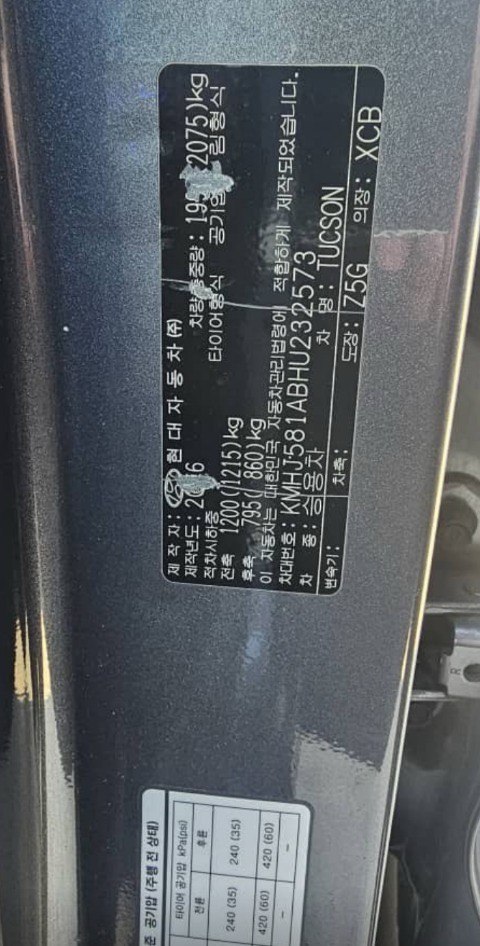 제 작 자 : 현 대 자 동 차 (주)
제작년도 : 2016 차량총중량 : 195 2075)kg
적차시하중 타이어형식 공기압 림형식
전축 1200(1215)kg
후축 795( 860)kg
이 자동차는 대한민국 자동차관리법령에 적합하게 제작되었습니다.
차대번호 : KMHJ581ABHU232573
차 종 : 승용차 차 명 : TUCSON
변속기 : 차축 : 도장 : Z5G 의장 : XCB
준 공기압 (주행 전 상태)
타이어 공기압 kPa(psi)
전륜 후륜
240 (35) 240 (35)
420 (60) 420 (60)
– –